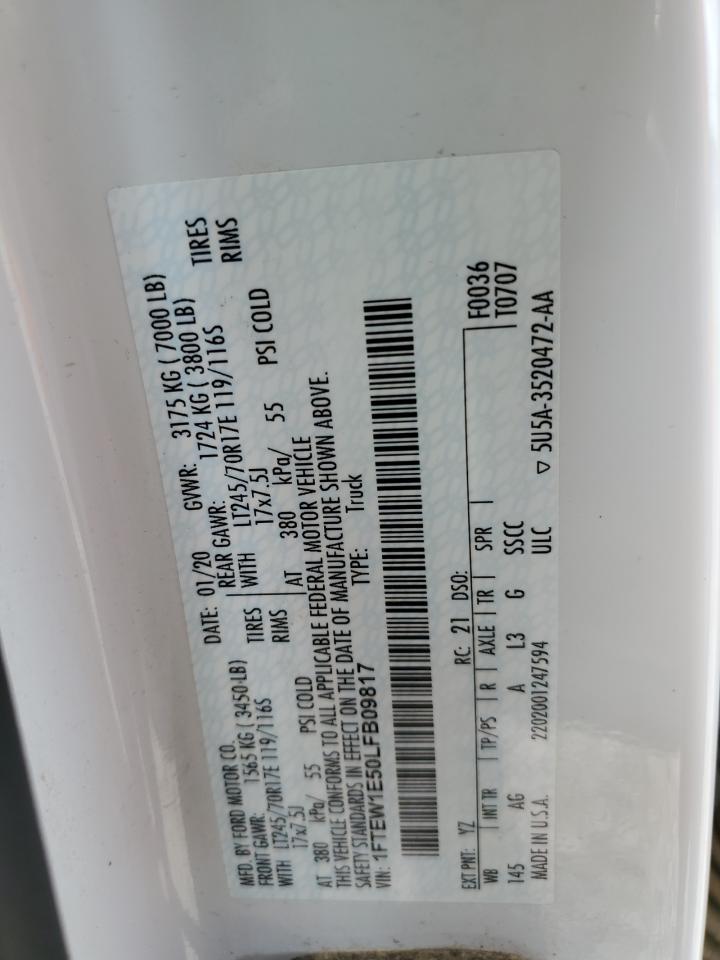 MFD. BY FORD MOTOR CO. DATE: 01/20 GVWR: 3175 KG ( 7000 LB)
FRONT GAWR: 1565 KG ( 3450 LB) REAR GAWR: 1724 KG ( 3800 LB)
WITH LT245/70R17E 119/116S TIRES WITH LT245/70R17E 119/116S TIRES
17x7.5J RIMS 17x7.5J RIMS
AT 380 kPa/ 55 PSI COLD AT 380 kPa/ 55 PSI COLD
THIS VEHICLE CONFORMS TO ALL APPLICABLE FEDERAL MOTOR VEHICLE
SAFETY STANDARDS IN EFFECT ON THE DATE OF MANUFACTURE SHOWN ABOVE.
VIN: 1FTEW1E50LFB09817 TYPE: Truck
EXT PNT: YZ RC: 21 DSO: F0036
WB INT TR TP/PS R AXLE TR SPR T0707
145 AG A L3 G SSCC
MADE IN U.S.A. 2202001247594 ULC ▽ 5U5A-3520472-AA